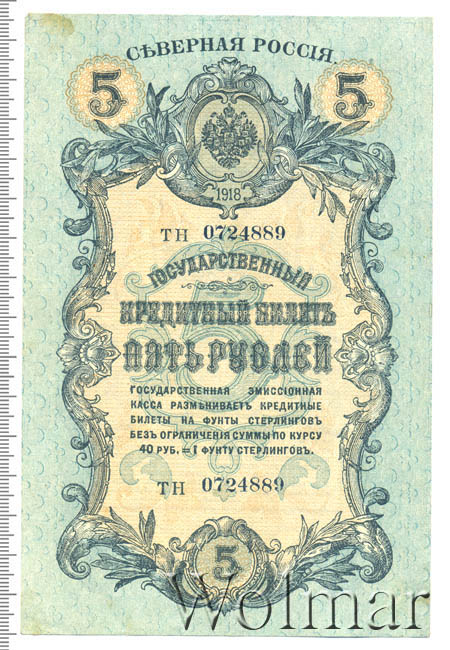 СѢВЕРНАЯ РОССІЯ.
5 5
1918
ТН 0724889
ГОСУДАРСТВЕННЫЙ
КРЕДИТНЫЙ БИЛЕТЪ
ПЯТЬ РУБЛЕЙ
ГОСУДАРСТВЕННАЯ ЭМИССІОННАЯ
КАССА РАЗМѢНИВАЕТЪ КРЕДИТНЫЕ
БИЛЕТЫ НА ФУНТЫ СТЕРЛИНГОВЪ
БЕЗЪ ОГРАНИЧЕНІЯ СУММЫ ПО КУРСУ
40 РУБ. = 1 ФУНТУ СТЕРЛИНГОВЪ.
ТН 0724889
5
Wolmar